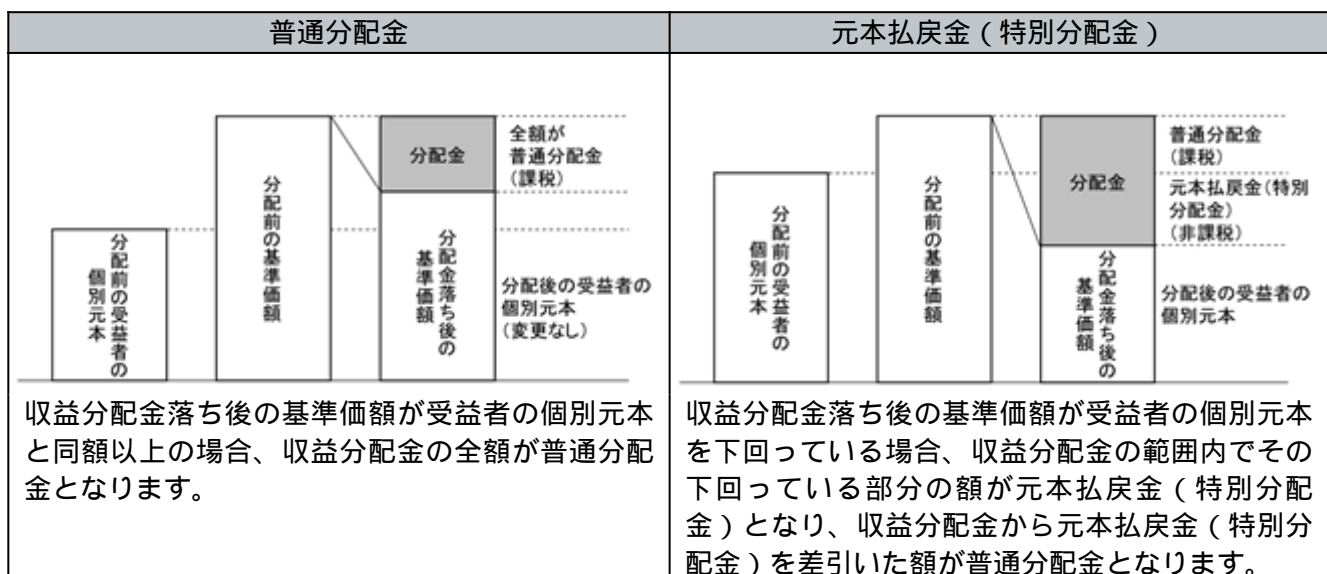 普通分配金
分配前の受益者の
個別元本
分配前の基準価額
分配金
分配金落ち後の
基準価額
全額が
普通分配金
(課税)
分配後の受益者の
個別元本
(変更なし)
収益分配金落ち後の基準価額が受益者の個別元本
と同額以上の場合、収益分配金の全額が普通分配
金となります。
元本払戻金(特別分配金)
分配前の受益者の
個別元本
分配前の基準価額
分配金
分配金落ち後の
基準価額
普通分配金
(課税)
元本払戻金(特別
分配金)
(非課税)
分配後の受益者の
個別元本
収益分配金落ち後の基準価額が受益者の個別元本
を下回っている場合、収益分配金の範囲内でその
下回っている部分の額が元本払戻金(特別分配
金)となり、収益分配金から元本払戻金(特別分
配金)を差引いた額が普通分配金となります。